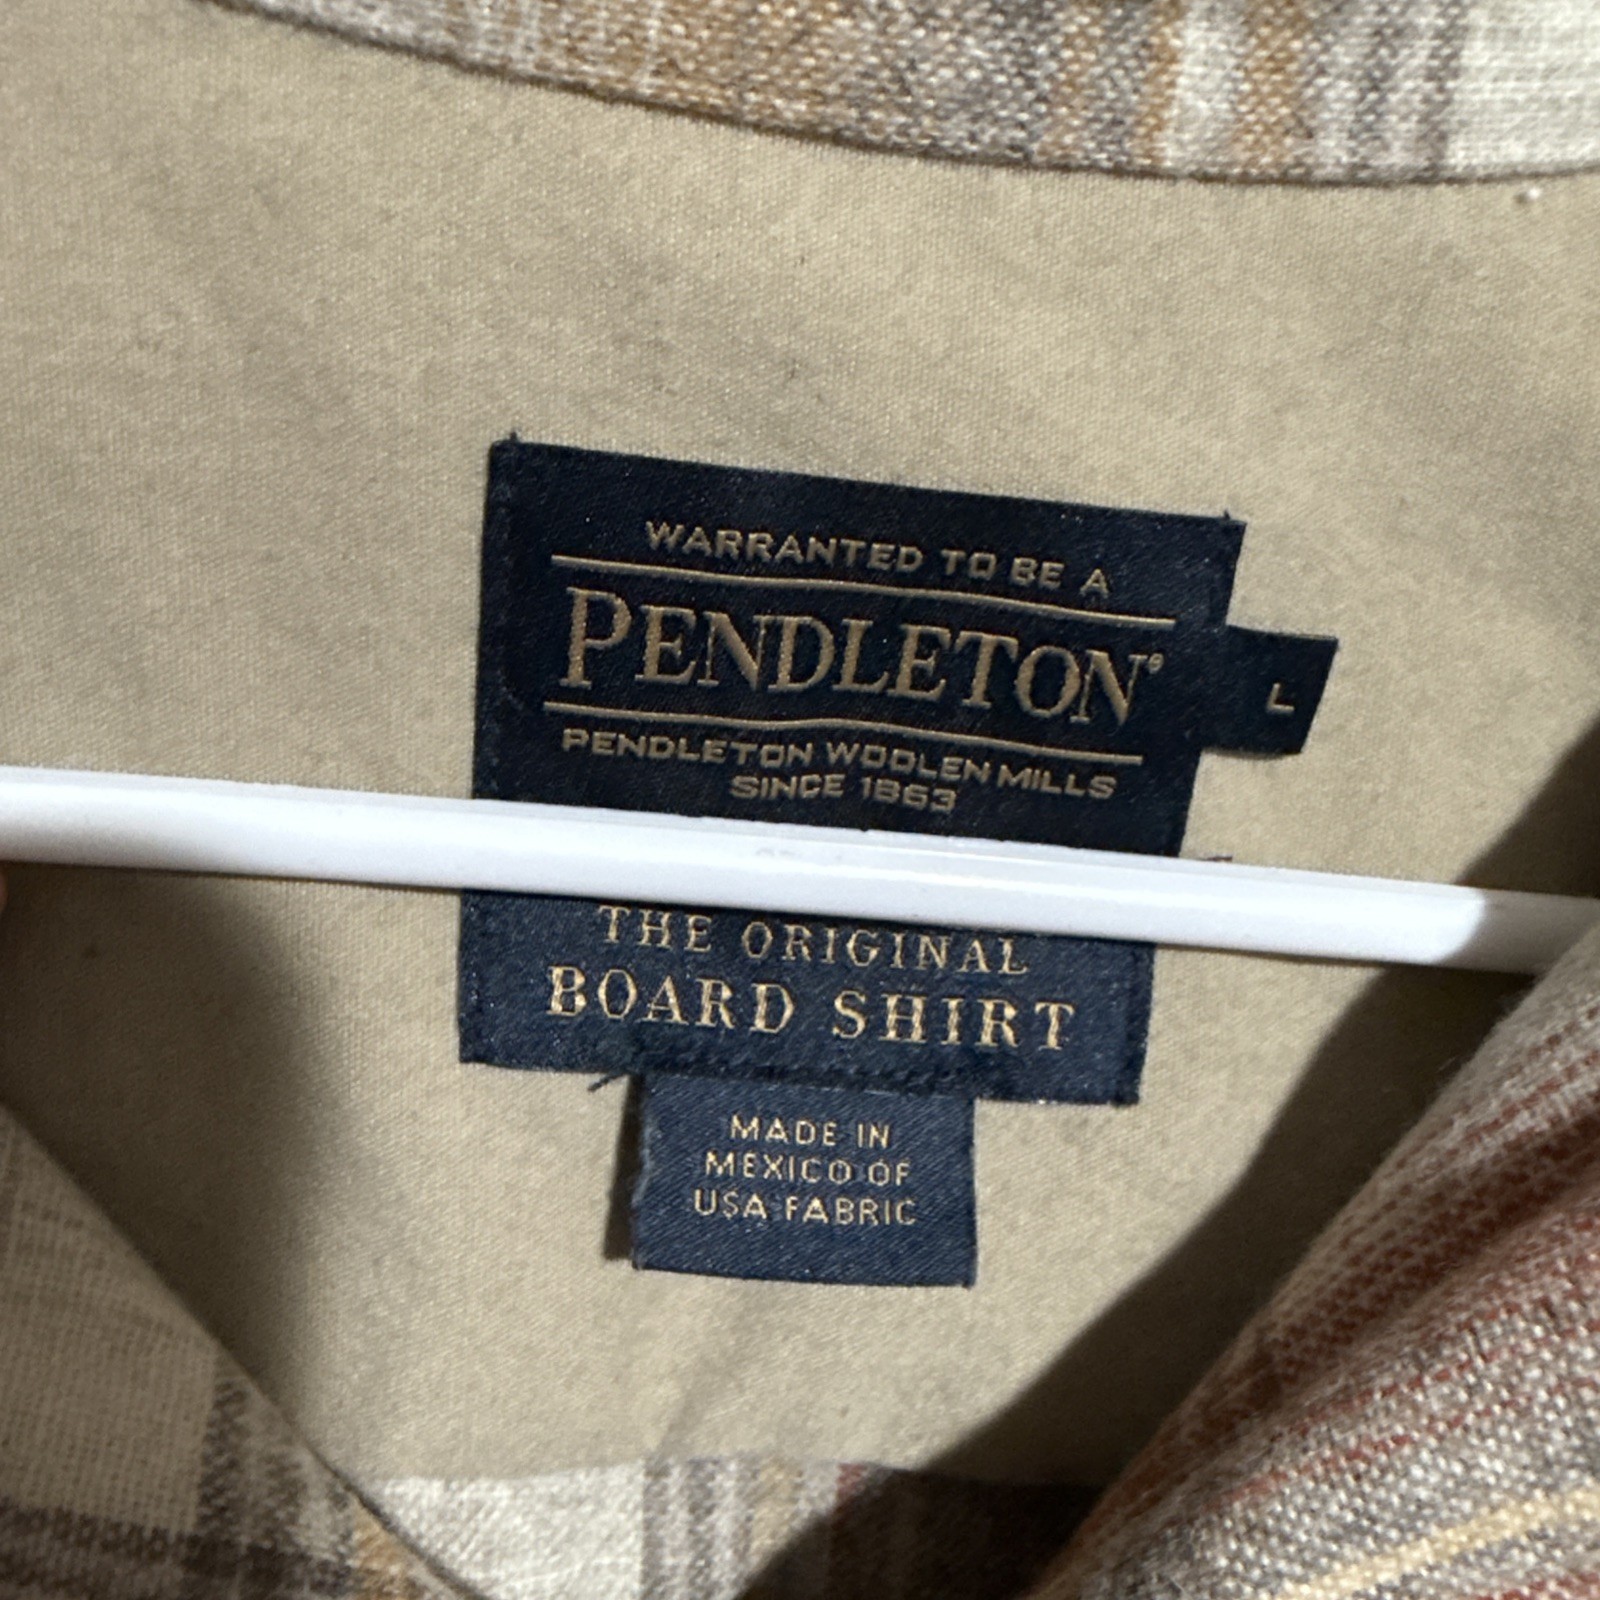 WARRANTED TO BE A
PENDLETON®
L
PENDLETON WOOLEN MILLS
SINCE 1863
THE ORIGINAL
BOARD SHIRT
MADE IN
MEXICO OF
USA FABRIC